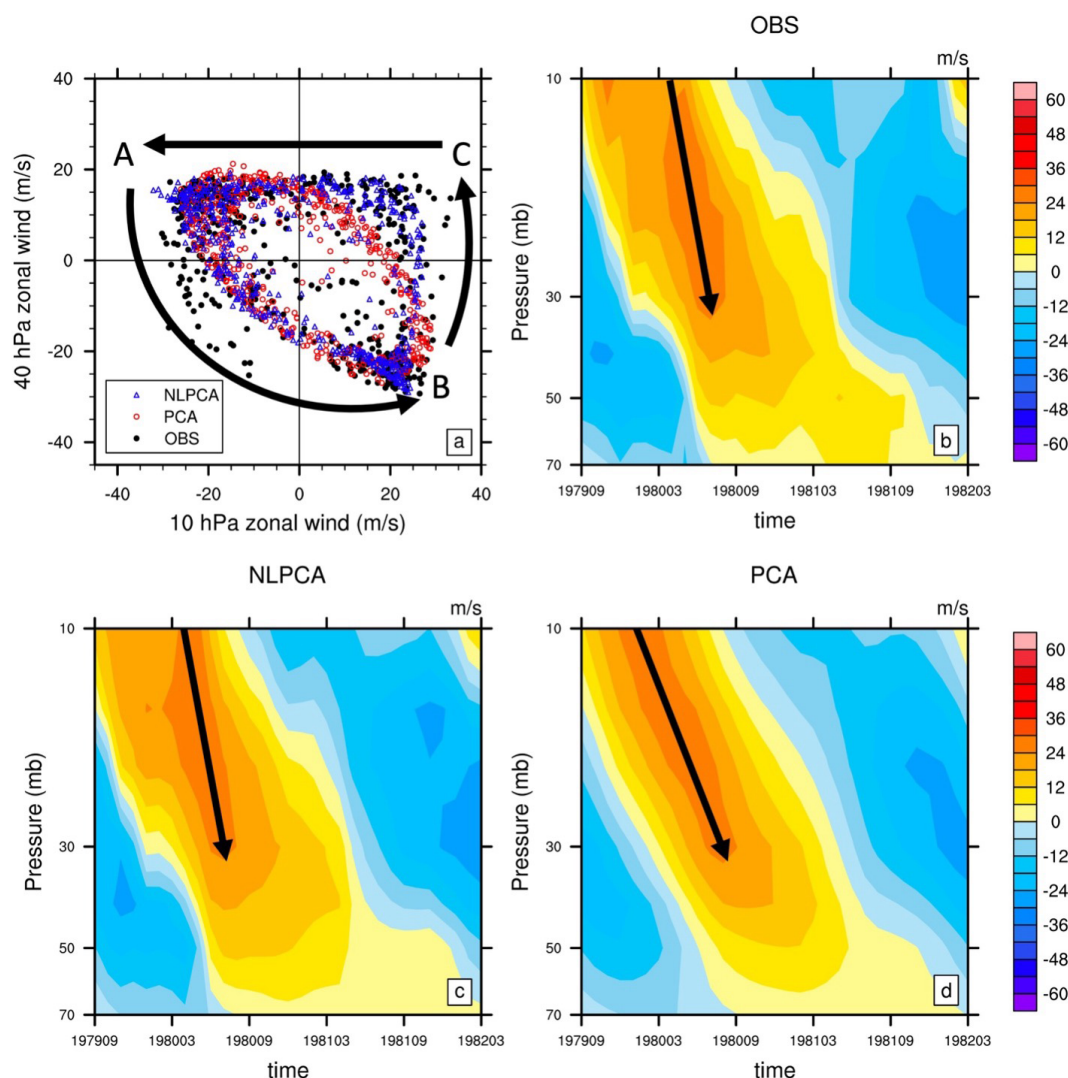 OBS
m/s
40
20
0
-20
-40
40 hPa zonal wind (m/s)
A
C
B
NLPCA
PCA
OBS
a
-40
-20
0
20
40
10 hPa zonal wind (m/s)
10
30
50
70
Pressure (mb)
b
197909
198003
198009
198103
198109
198203
time
60
48
36
24
12
0
-12
-24
-36
-48
-60
NLPCA
m/s
10
30
50
70
Pressure (mb)
c
197909
198003
198009
198103
198109
198203
time
PCA
m/s
10
30
50
70
Pressure (mb)
d
197909
198003
198009
198103
198109
198203
time
60
48
36
24
12
0
-12
-24
-36
-48
-60